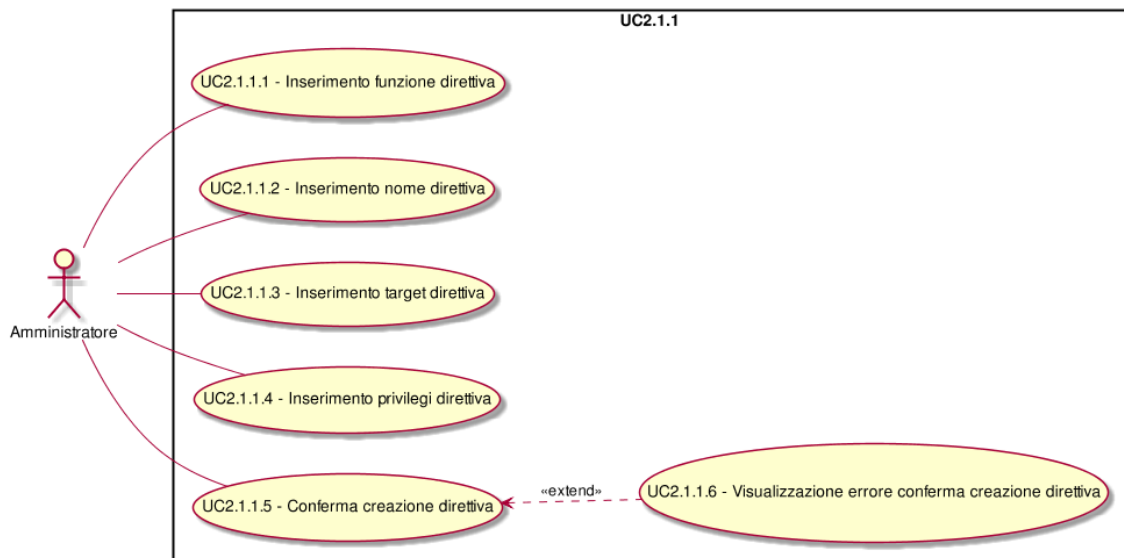 UC2.1.1
UC2.1.1.1 - Inserimento funzione direttiva
UC2.1.1.2 - Inserimento nome direttiva
UC2.1.1.3 - Inserimento target direttiva
Amministratore
UC2.1.1.4 - Inserimento privilegi direttiva
«extend»
UC2.1.1.5 - Conferma creazione direttiva
UC2.1.1.6 - Visualizzazione errore conferma creazione direttiva